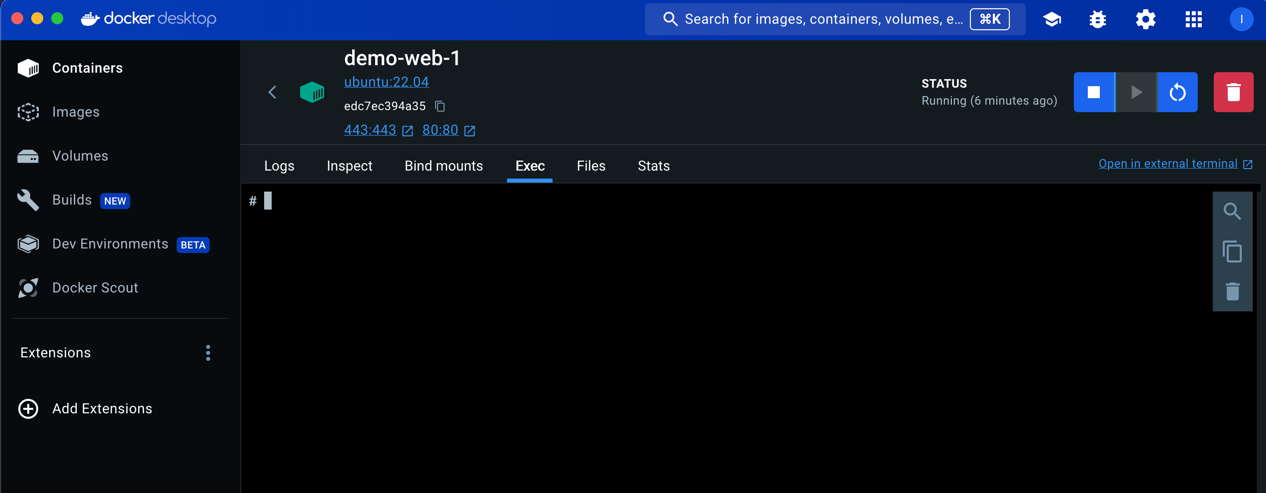 docker desktop
Search for images, containers, volumes, e... ⌘K
I
Containers
Images
Volumes
Builds NEW
Dev Environments BETA
Docker Scout
Extensions
Add Extensions
demo-web-1
ubuntu:22.04
edc7ec394a35
443:443 80:80
STATUS
Running (6 minutes ago)
Logs Inspect Bind mounts Exec Files Stats
Open in external terminal
#